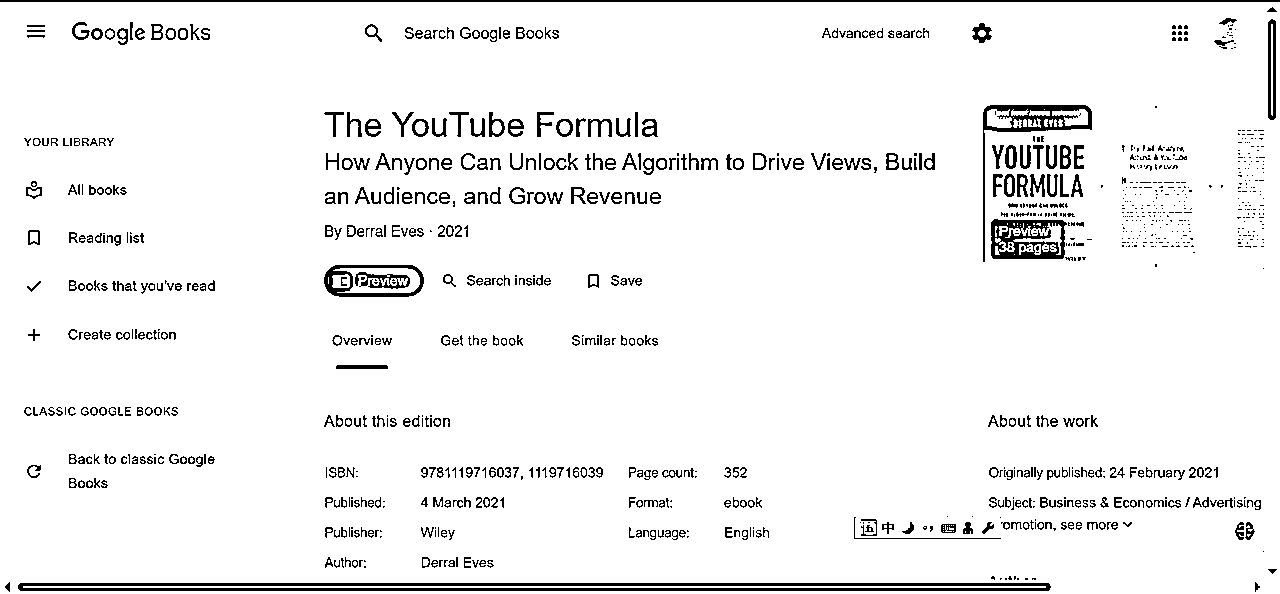 Google Books
Search Google Books
Advanced search
YOUR LIBRARY
All books
Reading list
Books that you've read
Create collection
CLASSIC GOOGLE BOOKS
Back to classic Google
Books
The YouTube Formula
How Anyone Can Unlock the Algorithm to Drive Views, Build
an Audience, and Grow Revenue
By Derral Eves · 2021
Preview
Search inside
Save
Overview
Get the book
Similar books
About this edition
ISBN: 9781119716037, 1119716039
Published: 4 March 2021
Publisher: Wiley
Author: Derral Eves
Page count: 352
Format: ebook
Language: English
DERRAL EVES
THE
YOUTUBE
FORMULA
Preview
38 pages
About the work
Originally published: 24 February 2021
Subject: Business & Economics / Advertising
romotion, see more
五 中